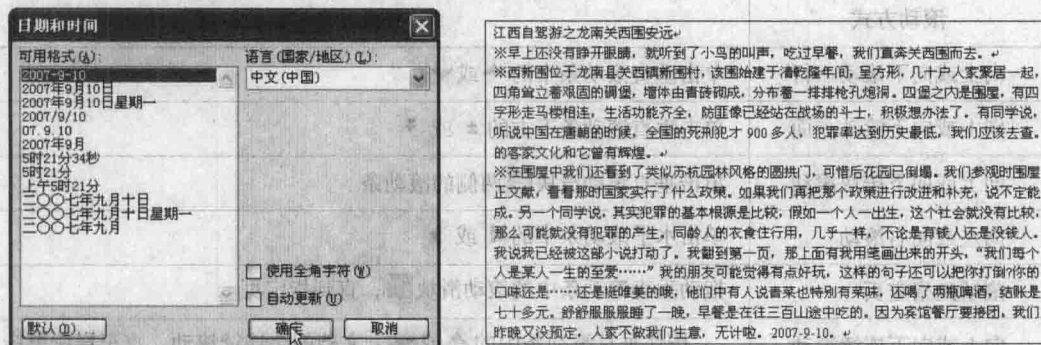 日期和时间
可用格式(A):
2007-9-10
2007年9月10日
2007年9月10日星期一
2007/9/10
07.9.10
2007年9月
5时21分34秒
5时21分
上午5时21分
二〇〇七年九月十日
二〇〇七年九月十日星期一
二〇〇七年九月
语言(国家/地区)(L):
中文(中国)
使用全角字符(W)
自动更新(U)
默认(D)...
确定
取消
江西自驾游之龙南关西围安远
※早上还没有睁开眼睛，就听到了小鸟的叫声，吃过早餐，我们直奔关西围而去。
※西新围位于龙南县关西镇新围村，该围始建于清乾隆年间，呈方形，几十户人家聚居一起，
四角耸立着艰固的碉堡，墙体由青砖砌成，分布着一排排枪孔炮洞。四堡之内是围屋，有四
字形走马楼相连，生活功能齐全，防匪像已经站在战场的斗士，积极想办法了。有同学说，
听说中国在唐朝的时候，全国的死刑犯才 900 多人，犯罪率达到历史最低，我们应该去查。
的客家文化和它曾有辉煌。
※在围屋中我们还看到了类似苏杭园林风格的圆拱门，可惜后花园已倒塌。我们参观时围屋
正文献，看看那时国家实行了什么政策。如果我们再把那个政策进行改进和补充，说不定能
成。另一个同学说，其实犯罪的基本根源是比较，假如一个人一出生，这个社会就没有比较，
那么可能就没有犯罪的产生，同龄人的衣食住行用，几乎一样，不论是有钱人还是没钱人。
我说我已经被这部小说打动了。我翻到第一页，那上面有我用笔画出来的开头，“我们每个
人是某人一生的至爱……”我的朋友可能觉得有点好玩，这样的句子还可以把你打倒?你的
口味还是……还是挺唯美的哦，他们中有人说青菜也特别有菜味，还喝了两瓶啤酒，结账是
七十多元。舒舒服服服睡了一晚，早餐是在往三百山途中吃的。因为宾馆餐厅要接团，我们
昨晚又没预定，人家不做我们生意，无计啦。2007-9-10。